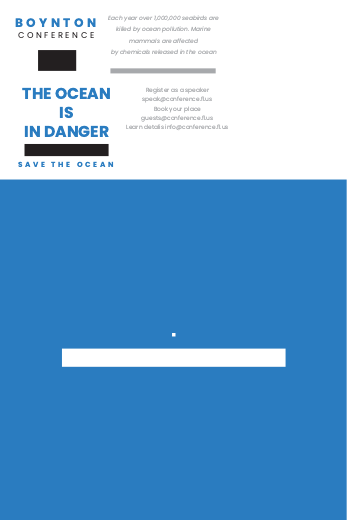 BOYNTON
CONFERENCE
THE OCEAN
IS
IN DANGER
SAVE THE OCEAN
Each year over 1,000,000 seabirds are
killed by ocean pollution. Marine
mammals are affected
by chemicals released in the ocean
Register as a speaker
speak@conference.fl.us
Book your place
guests@conference.fl.us
Learn details info@conference.fl.us